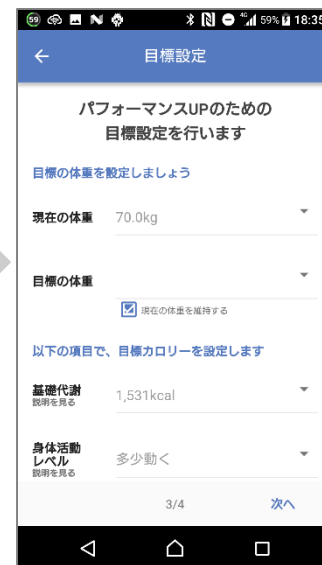 59 4G 59% 18:35
目標設定
パフォーマンスUPのための
目標設定を行います
目標の体重を設定しましょう
現在の体重 70.0kg
目標の体重
現在の体重を維持する
以下の項目で、目標カロリーを設定します
基礎代謝 1,531kcal
説明を見る
身体活動
レベル 多少動く
説明を見る
3/4 次へ